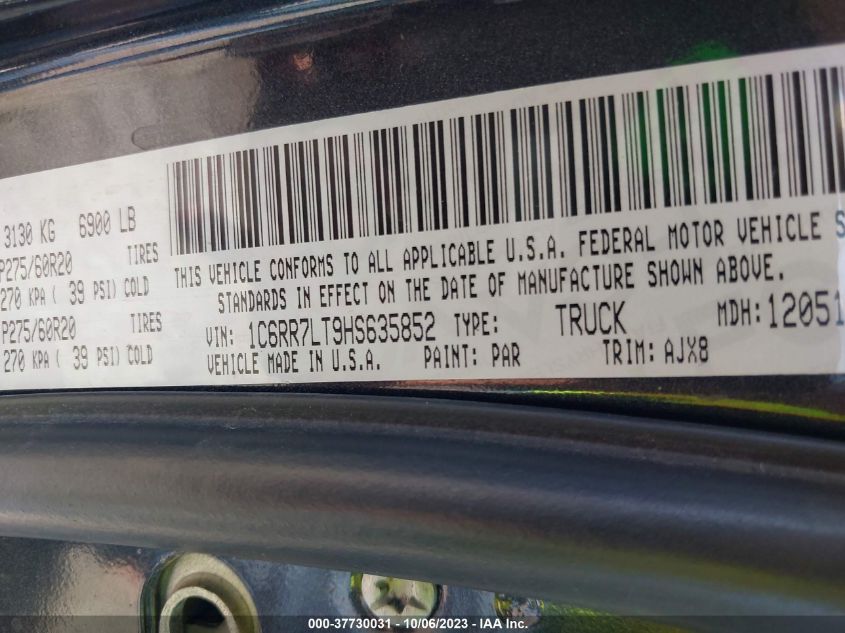 3130 KG 6900 LB
P275/60R20 TIRES
270 KPA ( 39 PSI) COLD
P275/60R20 TIRES
270 KPA ( 39 PSI) COLD
THIS VEHICLE CONFORMS TO ALL APPLICABLE U.S.A. FEDERAL MOTOR VEHICLE S
STANDARDS IN EFFECT ON THE DATE OF MANUFACTURE SHOWN ABOVE.
VIN: 1C6RR7LT9HS635852 TYPE: TRUCK MDH: 12051
VEHICLE MADE IN U.S.A. PAINT: PAR TRIM: AJX8
000-37730031 - 10/06/2023 - IAA Inc.